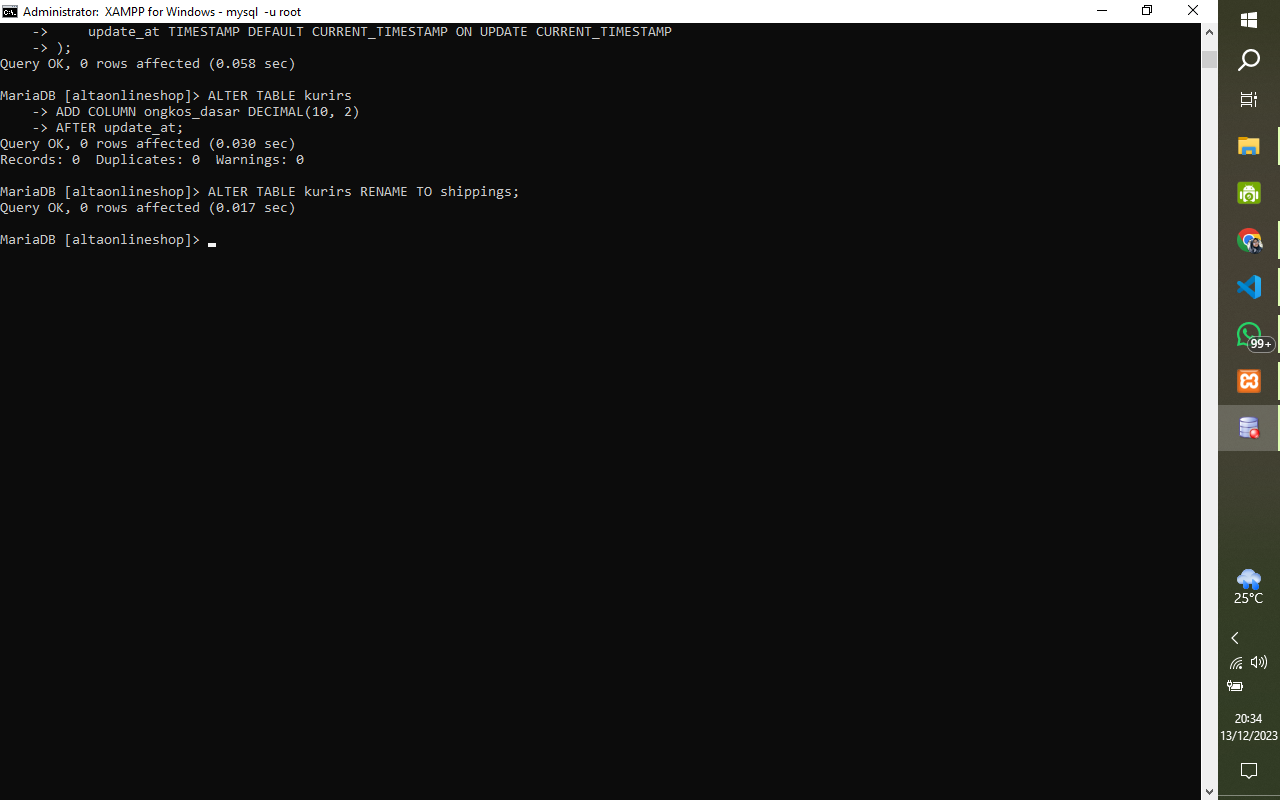 Administrator: XAMPP for Windows - mysql -u root
    ->     update_at TIMESTAMP DEFAULT CURRENT_TIMESTAMP ON UPDATE CURRENT_TIMESTAMP
    -> );
Query OK, 0 rows affected (0.058 sec)
MariaDB [altaonlineshop]> ALTER TABLE kurirs
    -> ADD COLUMN ongkos_dasar DECIMAL(10, 2)
    -> AFTER update_at;
Query OK, 0 rows affected (0.030 sec)
Records: 0  Duplicates: 0  Warnings: 0
MariaDB [altaonlineshop]> ALTER TABLE kurirs RENAME TO shippings;
Query OK, 0 rows affected (0.017 sec)
MariaDB [altaonlineshop]>
99+
25°C
20:34
13/12/2023